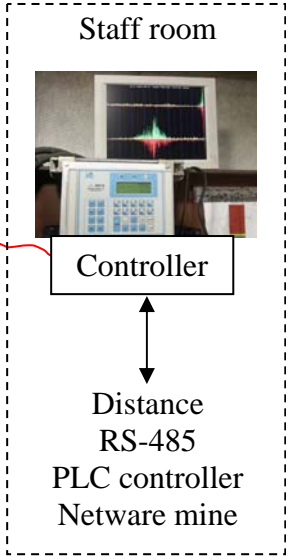 Staff room
Controller
Distance
RS-485
PLC controller
Netware mine